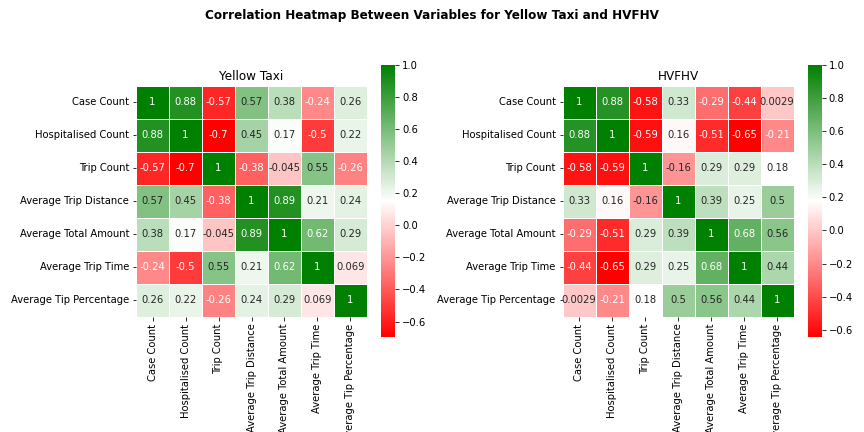 Correlation Heatmap Between Variables for Yellow Taxi and HVFHV
Yellow Taxi
Case Count 1 0.88 -0.57 0.57 0.38 -0.24 0.26
Hospitalised Count 0.88 1 -0.7 0.45 0.17 -0.5 0.22
Trip Count -0.57 -0.7 1 -0.38 -0.045 0.55 -0.26
Average Trip Distance 0.57 0.45 -0.38 1 0.89 0.21 0.24
Average Total Amount 0.38 0.17 -0.045 0.89 1 0.62 0.29
Average Trip Time -0.24 -0.5 0.55 0.21 0.62 1 0.069
Average Tip Percentage 0.26 0.22 -0.26 0.24 0.29 0.069 1
Case Count
Hospitalised Count
Trip Count
Average Trip Distance
Average Total Amount
Average Trip Time
verage Tip Percentage
1.0
0.8
0.6
0.4
0.2
0.0
−0.2
−0.4
−0.6
HVFHV
Case Count 1 0.88 -0.58 0.33 -0.29 -0.44 0.0029
Hospitalised Count 0.88 1 -0.59 0.16 -0.51 -0.65 -0.21
Trip Count -0.58 -0.59 1 -0.16 0.29 0.29 0.18
Average Trip Distance 0.33 0.16 -0.16 1 0.39 0.25 0.5
Average Total Amount -0.29 -0.51 0.29 0.39 1 0.68 0.56
Average Trip Time -0.44 -0.65 0.29 0.25 0.68 1 0.44
Average Tip Percentage -0.0029 -0.21 0.18 0.5 0.56 0.44 1
Case Count
Hospitalised Count
Trip Count
Average Trip Distance
Average Total Amount
Average Trip Time
verage Tip Percentage
1.0
0.8
0.6
0.4
0.2
0.0
−0.2
−0.4
−0.6